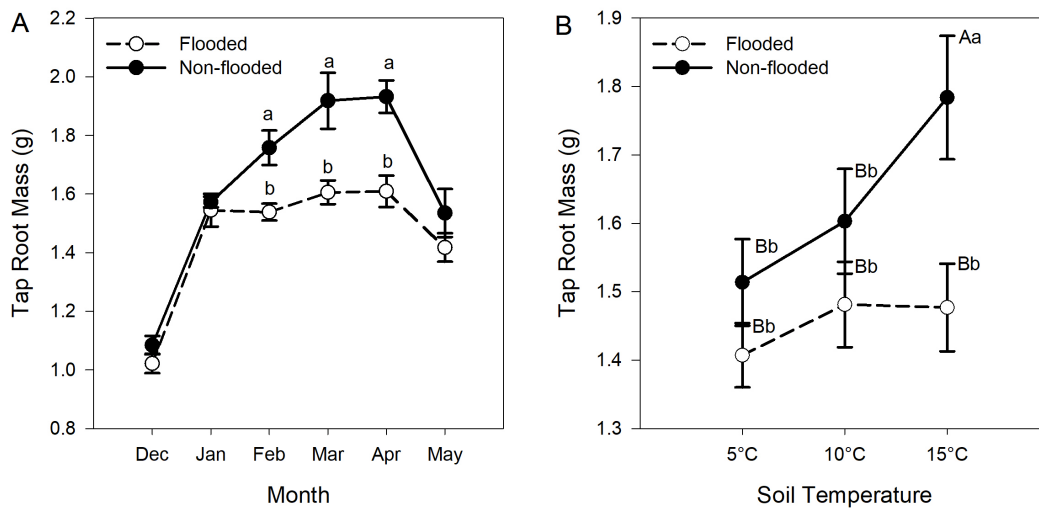 A
Flooded
Non-flooded
Tap Root Mass (g)
2.2
2.0
1.8
1.6
1.4
1.2
1.0
0.8
a
a
a
b
b
b
Dec Jan Feb Mar Apr May
Month
B
Flooded
Non-flooded
Tap Root Mass (g)
1.9
1.8
1.7
1.6
1.5
1.4
1.3
Aa
Bb
Bb
Bb
Bb
Bb
5°C 10°C 15°C
Soil Temperature